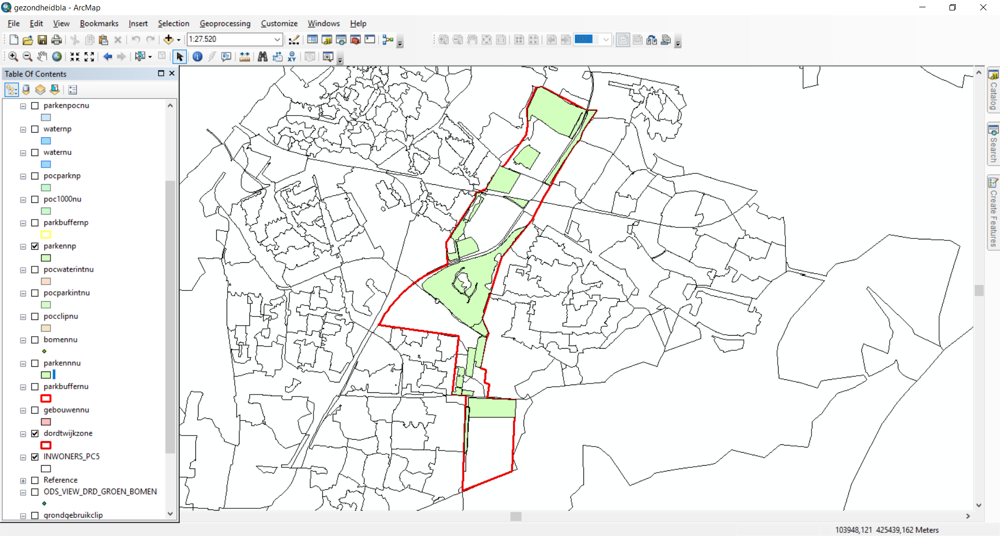 gezondheidbla - ArcMap
File Edit View Bookmarks Insert Selection Geoprocessing Customize Windows Help
1:27.520
100%
XY
Table Of Contents
parkenpocnu
waternp
waternu
pocparknp
poc1000nu
parkbuffernp
parkennp
pocwaterintnu
pocparkintnu
pocclipnu
bomennu
parkennnu
parkbuffernu
gebouwennu
dordtwijkzone
INWONERS_PC5
Reference
ODS_VIEW_DRD_GROEN_BOMEN
grondgebruikclip
Catalog
Search
Create Features
103948,121 425439,162 Meters